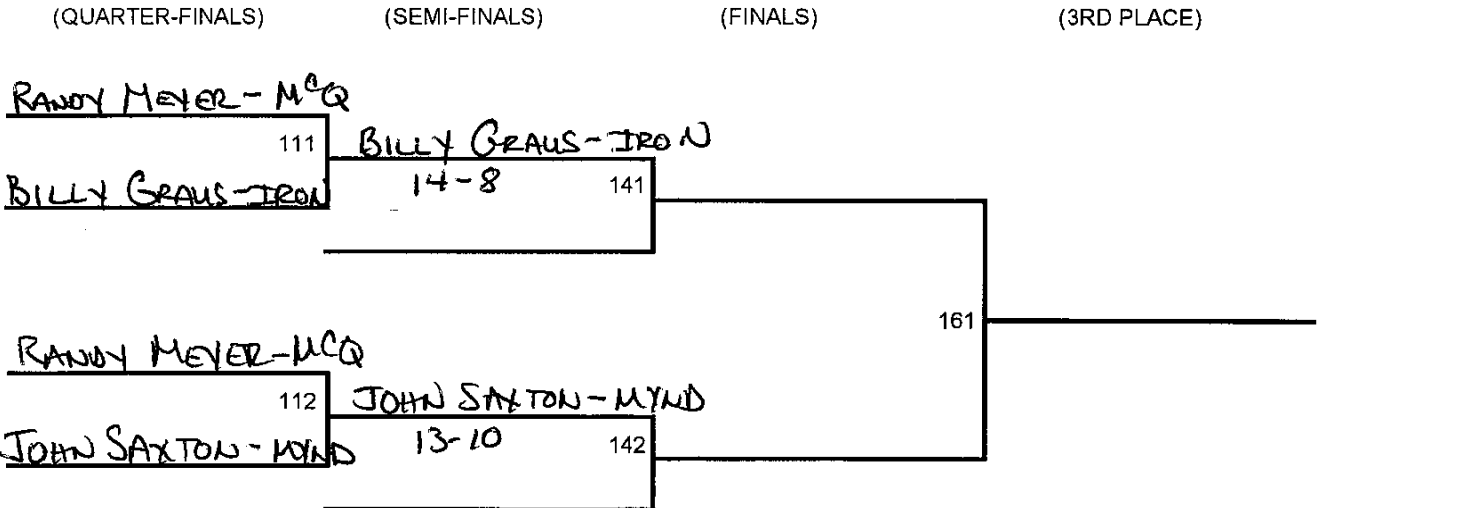 (QUARTER-FINALS) (SEMI-FINALS) (FINALS) (3RD PLACE)
RANDY MEYER - McQ
111 BILLY GRAUS - IRON
BILLY GRAUS - IRON 14-8 141
161
RANDY MEYER - McQ
112 JOHN SAXTON - MYND
JOHN SAXTON - MYND 13-10 142